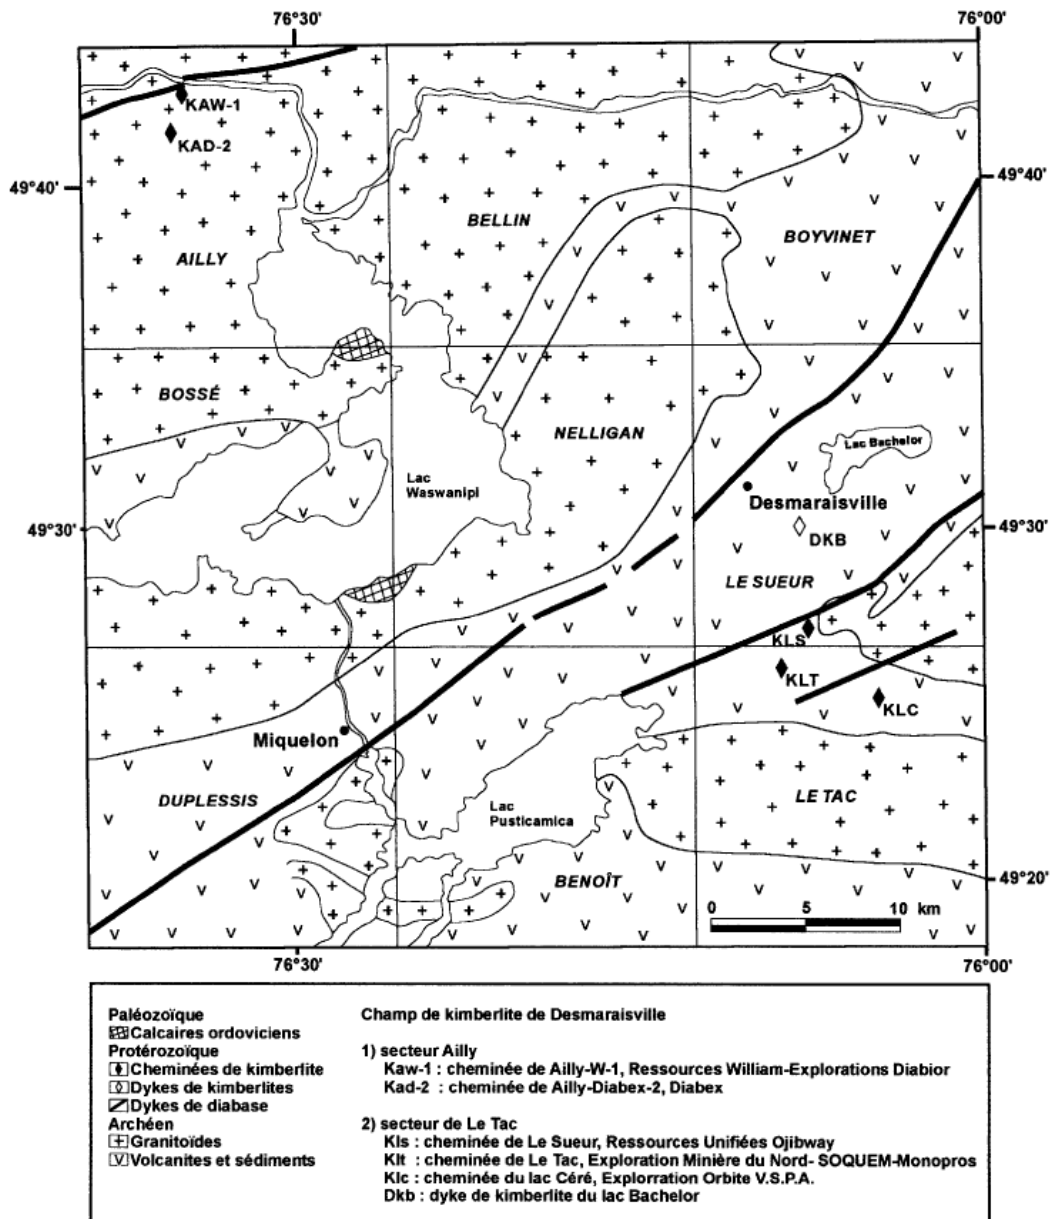 76°30' 76°00'
KAW-1
KAD-2
49°40' 49°40'
BELLIN
BOYVINET
AILLY
BOSSÉ
NELLIGAN
Lac Bachelor
Lac
Waswanipi
Desmaraisville
49°30' 49°30'
DKB
LE SUEUR
KLS
KLT
KLC
Miquelon
DUPLESSIS
LE TAC
Lac
Pusticamica
BENOÎT
49°20'
0 5 10 km
76°30' 76°00'
Paléozoïque
Calcaires ordoviciens
Protérozoïque
Cheminées de kimberlite
Dykes de kimberlites
Dykes de diabase
Archéen
+ Granitoïdes
V Volcanites et sédiments
Champ de kimberlite de Desmaraisville
1) secteur Ailly
Kaw-1 : cheminée de Ailly-W-1, Ressources William-Explorations Diabior
Kad-2 : cheminée de Ailly-Diabex-2, Diabex
2) secteur de Le Tac
Kls : cheminée de Le Sueur, Ressources Unifiées Ojibway
Klt : cheminée de Le Tac, Exploration Minière du Nord- SOQUEM-Monopros
Klc : cheminée du lac Céré, Explorration Orbite V.S.P.A.
Dkb : dyke de kimberlite du lac Bachelor